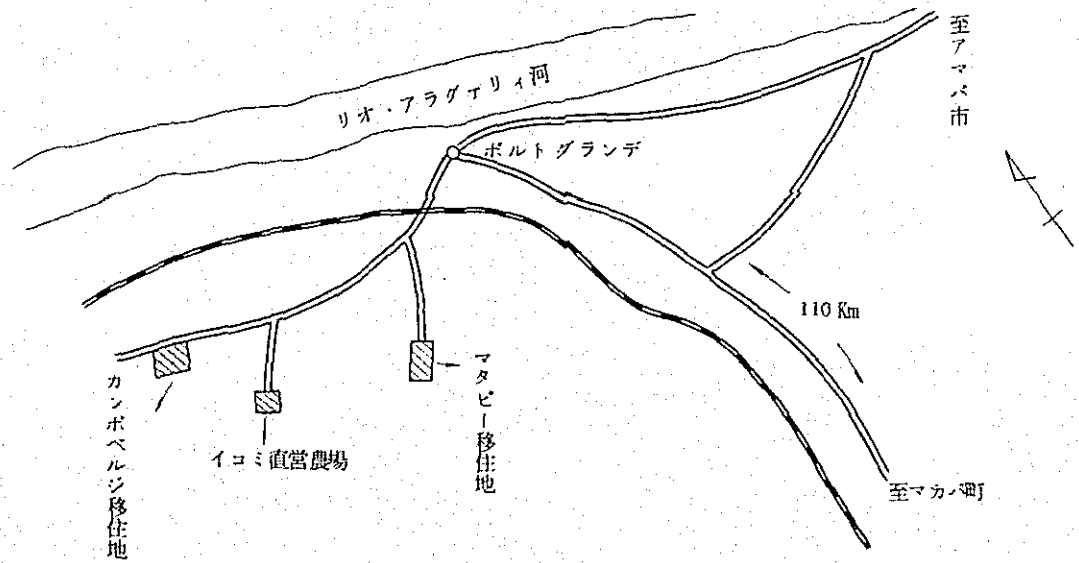 至アマパ市
リオ・アラグァリィ河
ポルトグランデ
110 Km
マタピー移住地
カンポベルジ移住地
イコミ直営農場
至マカパ町